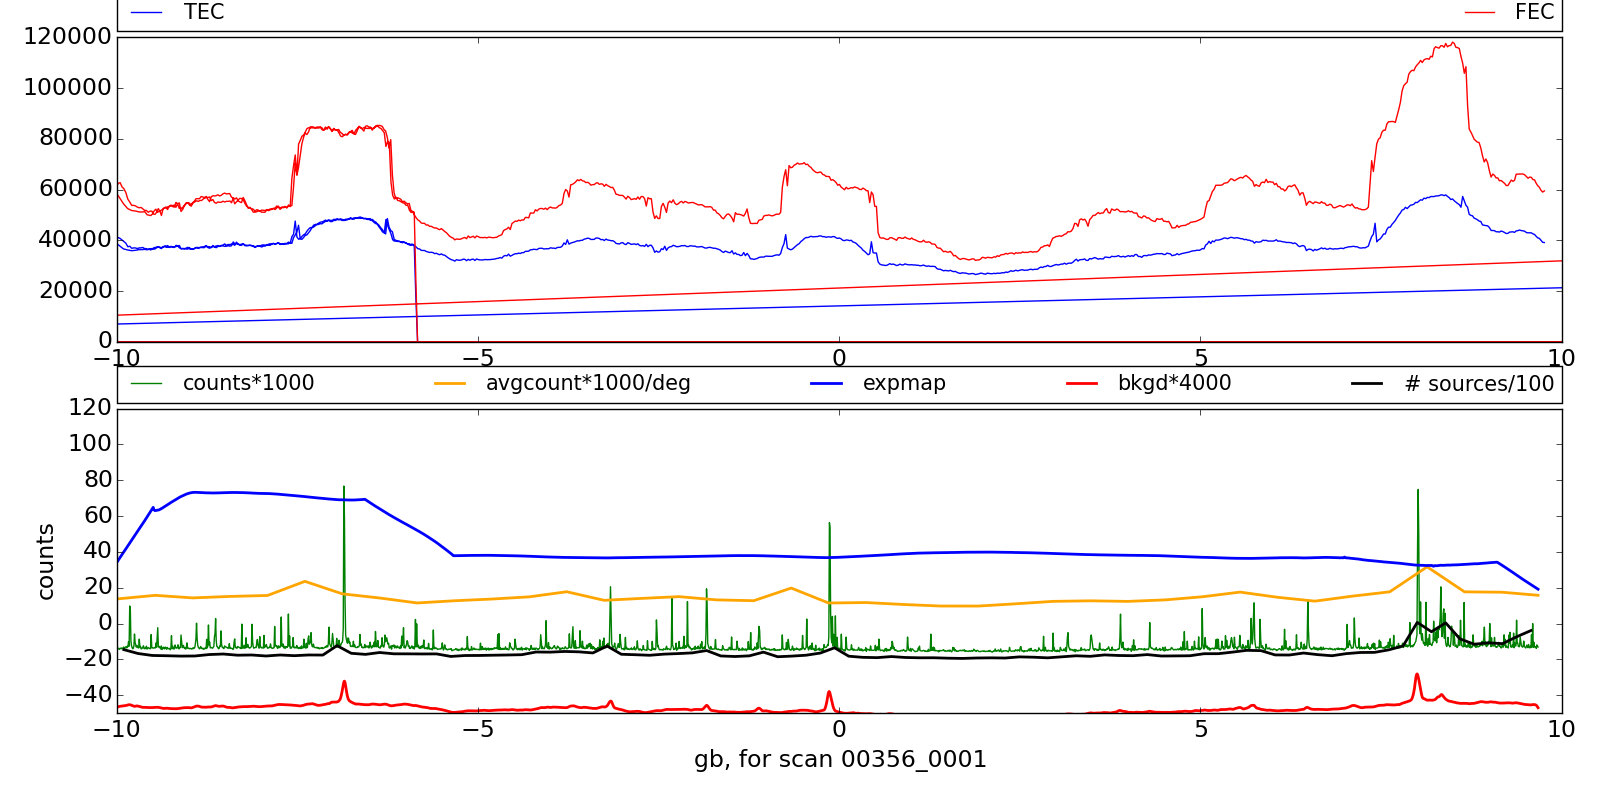 TEC FEC
120000
100000
80000
60000
40000
20000
0
−10 −5 0 5 10
counts*1000 avgcount*1000/deg expmap bkgd*4000 # sources/100
120
100
80
60
40
20
0
−20
−40
counts
−10 −5 0 5 10
gb, for scan 00356_0001